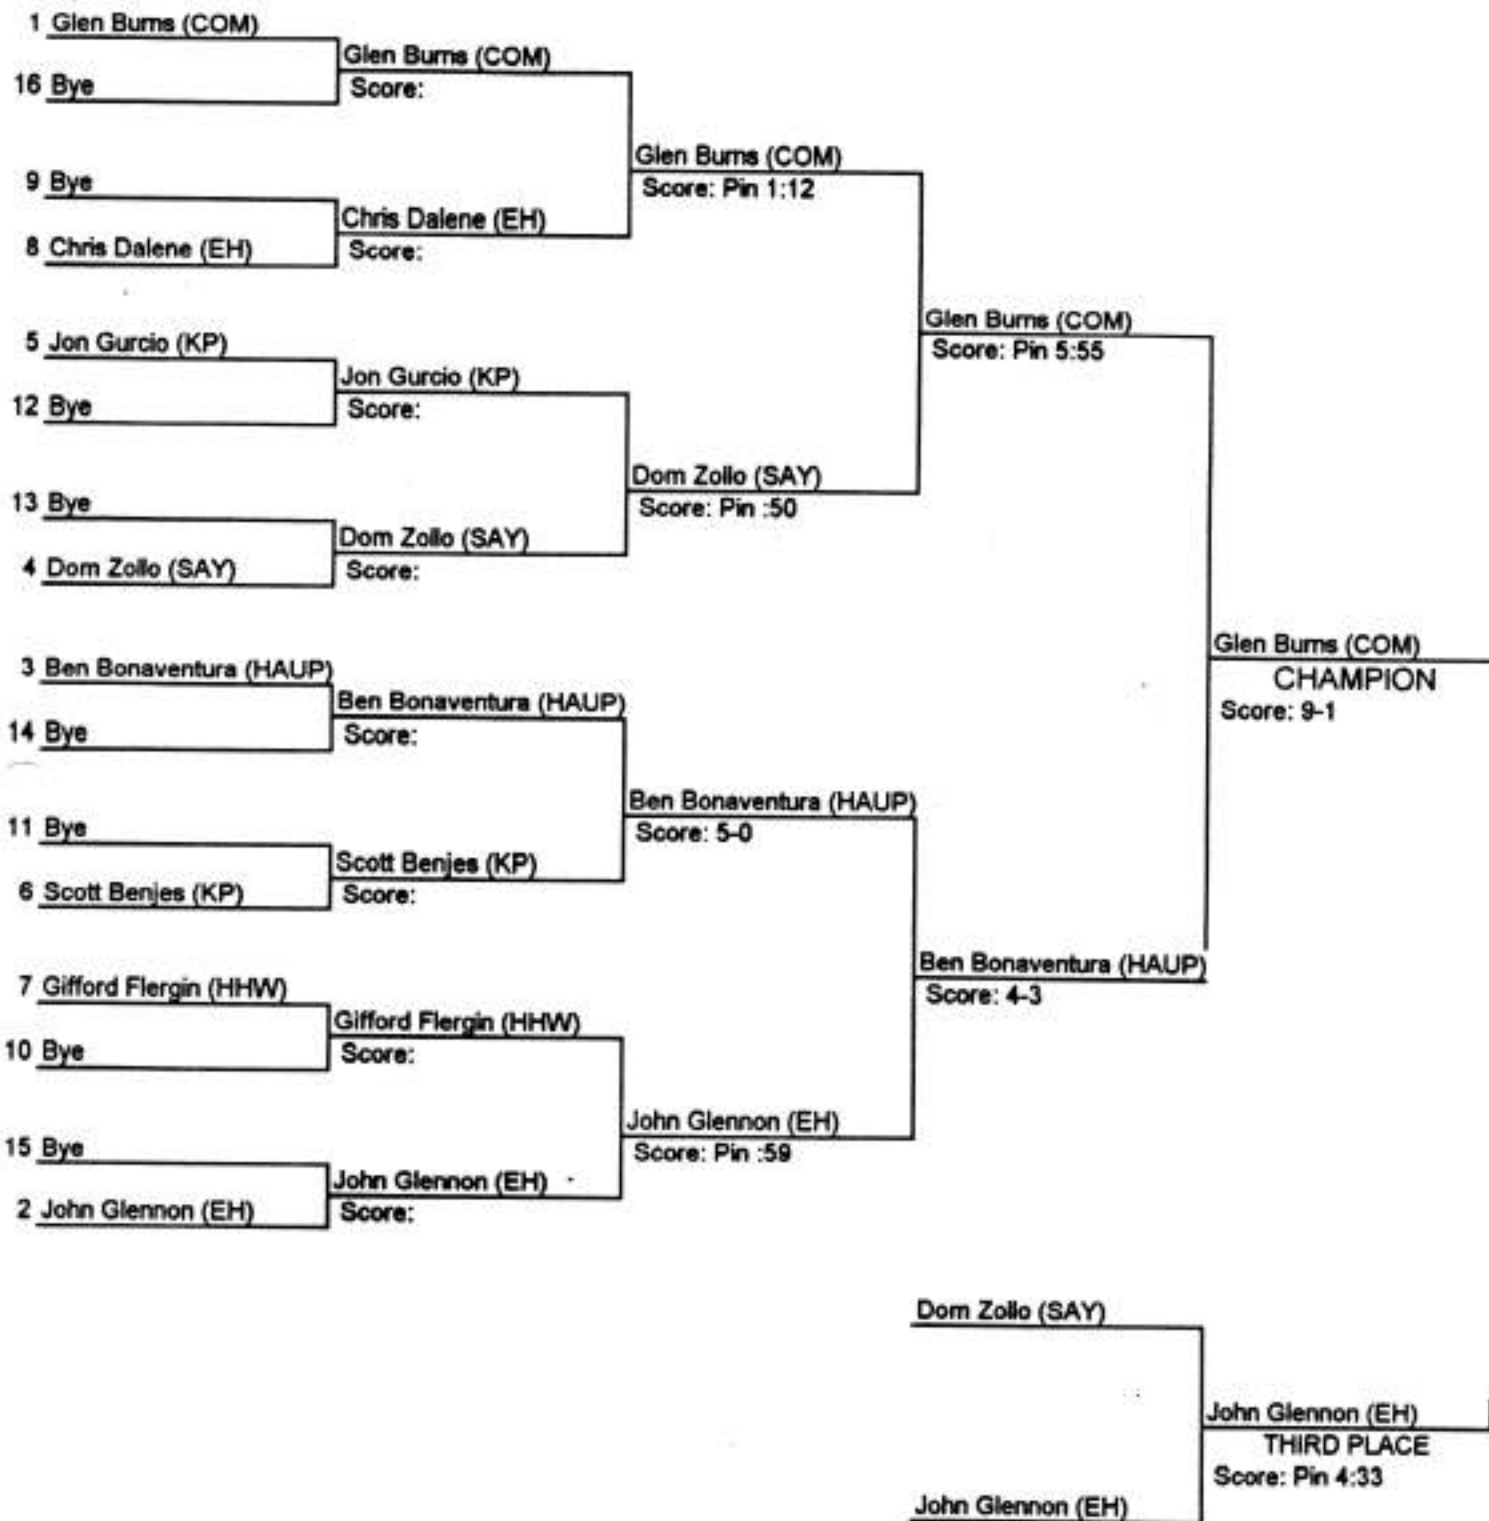 1 Glen Burns (COM)
Glen Burns (COM)
16 Bye
Score:
Glen Burns (COM)
9 Bye
Score: Pin 1:12
Chris Dalene (EH)
8 Chris Dalene (EH)
Score:
Glen Burns (COM)
5 Jon Gurcio (KP)
Score: Pin 5:55
Jon Gurcio (KP)
12 Bye
Score:
Dom Zollo (SAY)
13 Bye
Score: Pin :50
Dom Zollo (SAY)
4 Dom Zollo (SAY)
Score:
Glen Burns (COM)
CHAMPION
Score: 9-1
3 Ben Bonaventura (HAUP)
Ben Bonaventura (HAUP)
14 Bye
Score:
Ben Bonaventura (HAUP)
11 Bye
Score: 5-0
Scott Benjes (KP)
6 Scott Benjes (KP)
Score:
Ben Bonaventura (HAUP)
7 Gifford Flergin (HHW)
Score: 4-3
Gifford Flergin (HHW)
10 Bye
Score:
John Glennon (EH)
15 Bye
Score: Pin :59
John Glennon (EH)
2 John Glennon (EH)
Score:
Dom Zollo (SAY)
John Glennon (EH)
THIRD PLACE
Score: Pin 4:33
John Glennon (EH)